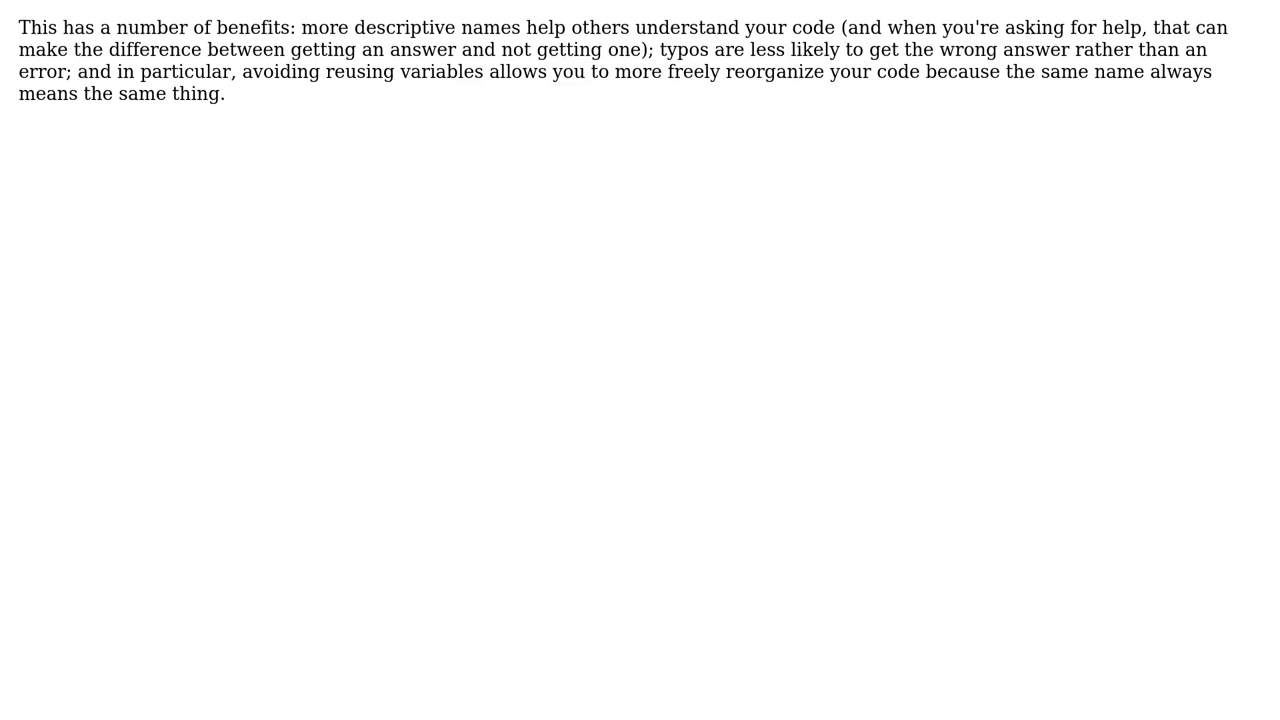 This has a number of benefits: more descriptive names help others understand your code (and when you're asking for help, that can
make the difference between getting an answer and not getting one); typos are less likely to get the wrong answer rather than an
error; and in particular, avoiding reusing variables allows you to more freely reorganize your code because the same name always
means the same thing.